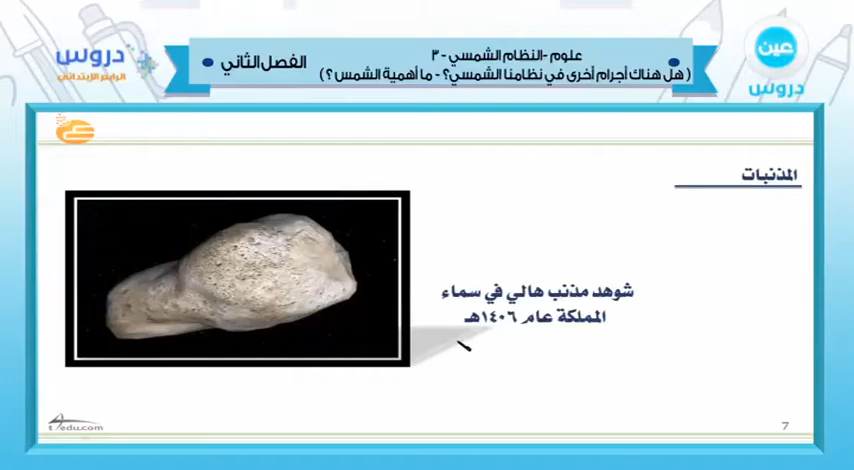 عين
دروس
علوم -النظام الشمسي - ٣
( هل هناك أجرام أخرى في نظامنا الشمسي؟ - ما أهمية الشمس ؟ )
الفصل الثاني
دروس
الرابع الإبتدائي
المذنبات
شوهد مذنب هالي في سماء
المملكة عام ١٤٠٦هـ
t4edu.com
7